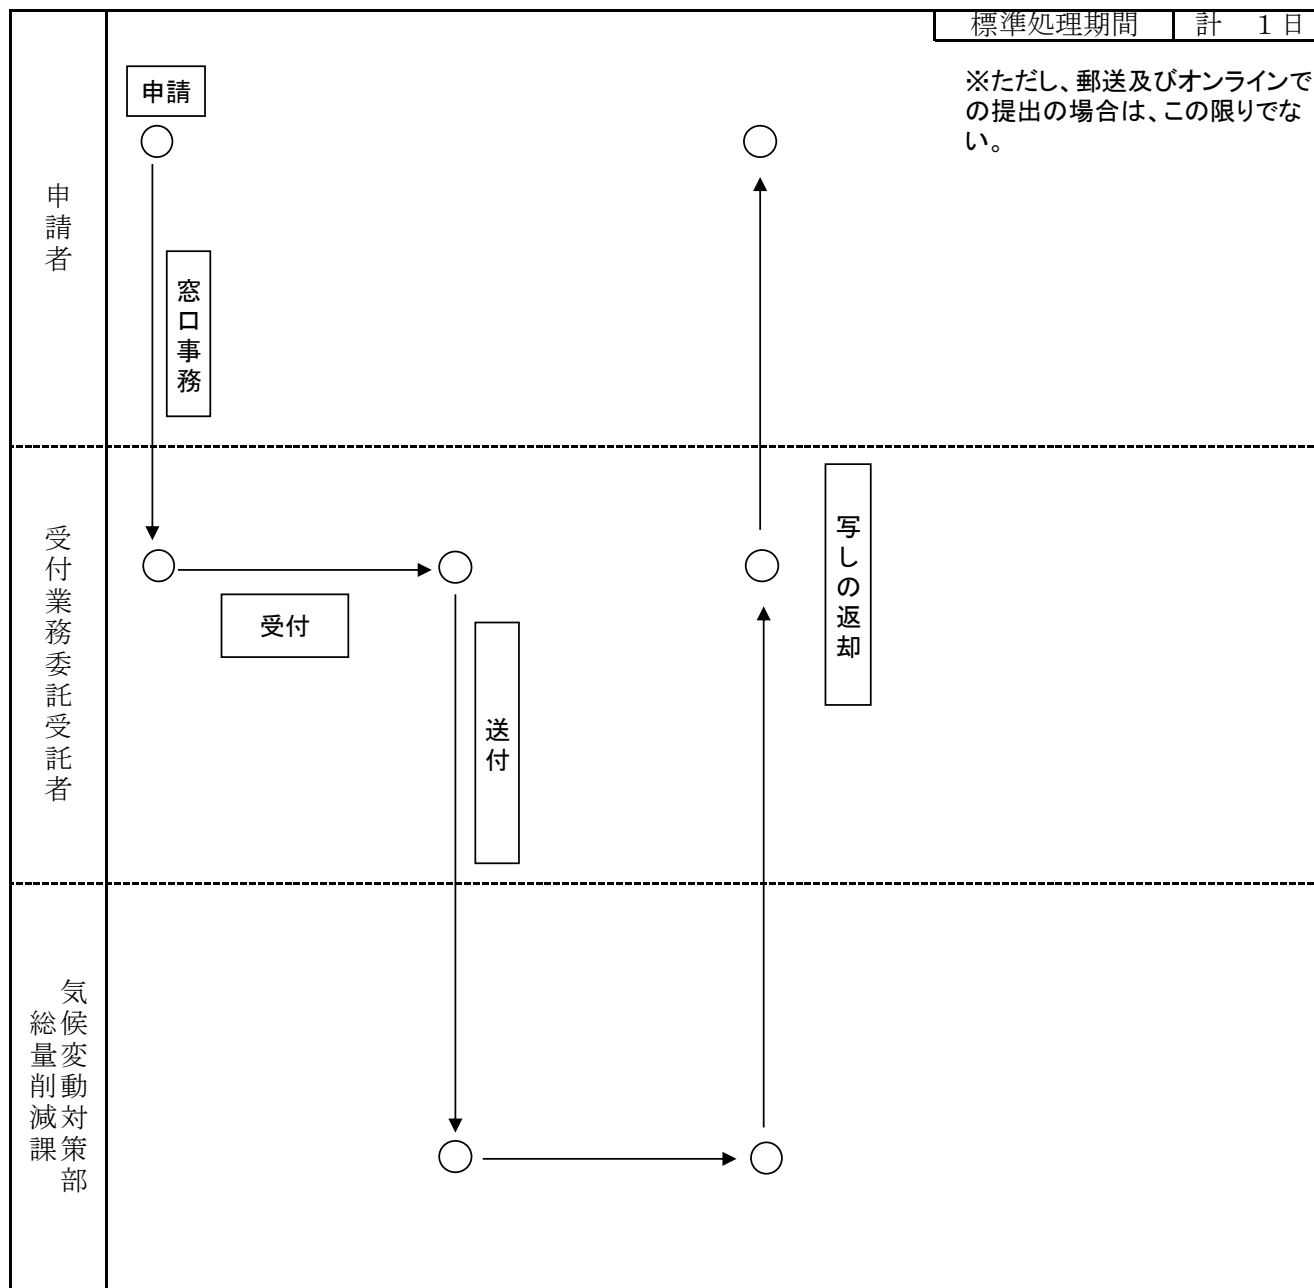 標準処理期間 計 1日
※ただし、郵送及びオンラインで
の提出の場合は、この限りでな
い。
申請
申請者
窓口事務
受付業務委託受託者
受付
送付
写しの返却
気候変動対策部
総量削減課